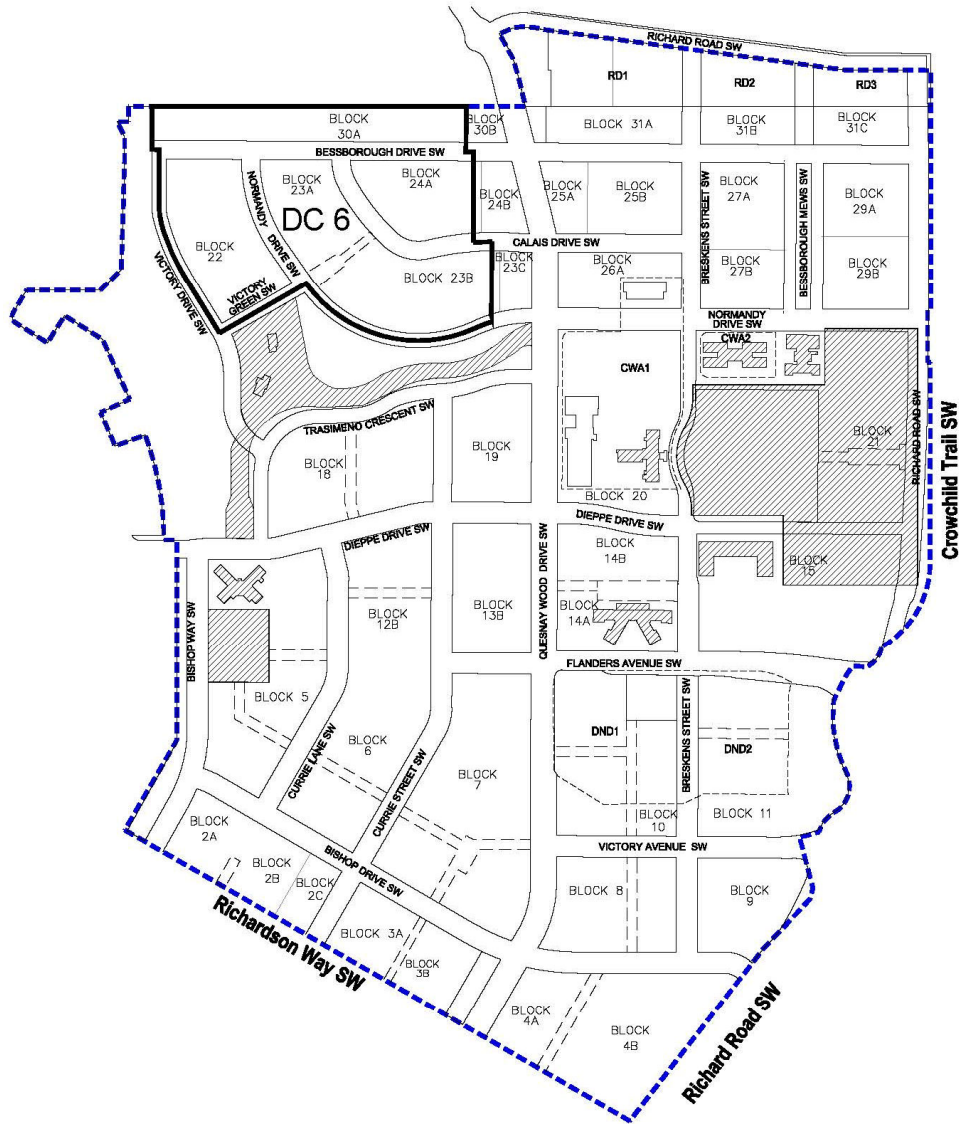 RICHARD ROAD SW
RD1
RD2
RD3
BLOCK
30A
BLOCK
30B
BLOCK 31A
BLOCK
31B
BLOCK
31C
BESSBOROUGH DRIVE SW
BLOCK
23A
BLOCK
24A
BLOCK
24B
BLOCK
25A
BLOCK
25B
BRESKENS STREET SW
BLOCK
27A
BESSBOROUGH MEWS SW
BLOCK
29A
NORMANDY DRIVE SW
DC 6
BLOCK
22
CALAIS DRIVE SW
BLOCK
23C
BLOCK
26A
BLOCK
27B
BLOCK
29B
BLOCK 23B
VICTORY DRIVE SW
VICTORY
GREEN SW
NORMANDY
DRIVE SW
CWA2
CWA1
TRASIMENO CRESCENT SW
BLOCK
18
BLOCK
19
BLOCK
21
RICHARD ROAD SW
Crowchild Trail SW
BLOCK 20
DIEPPE DRIVE SW
DIEPPE DRIVE SW
QUESNAY WOOD DRIVE SW
BLOCK
14B
BLOCK
15
BISHOP WAY SW
BLOCK
12B
BLOCK
13B
BLOCK
14A
FLANDERS AVENUE SW
BLOCK 5
BRESKENS STREET SW
DND1
DND2
CURRIE LANE SW
BLOCK
6
CURRIE STREET SW
BLOCK
7
BLOCK
10
BLOCK 11
BLOCK
2A
BISHOP DRIVE SW
VICTORY AVENUE SW
BLOCK
2B
BLOCK
2C
BLOCK 8
BLOCK
9
Richardson Way SW
BLOCK 3A
BLOCK
3B
BLOCK
4A
BLOCK
4B
Richard Road SW